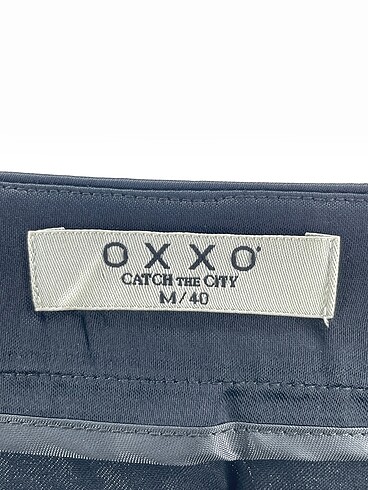 OXXO
CATCH THE CITY
M/40